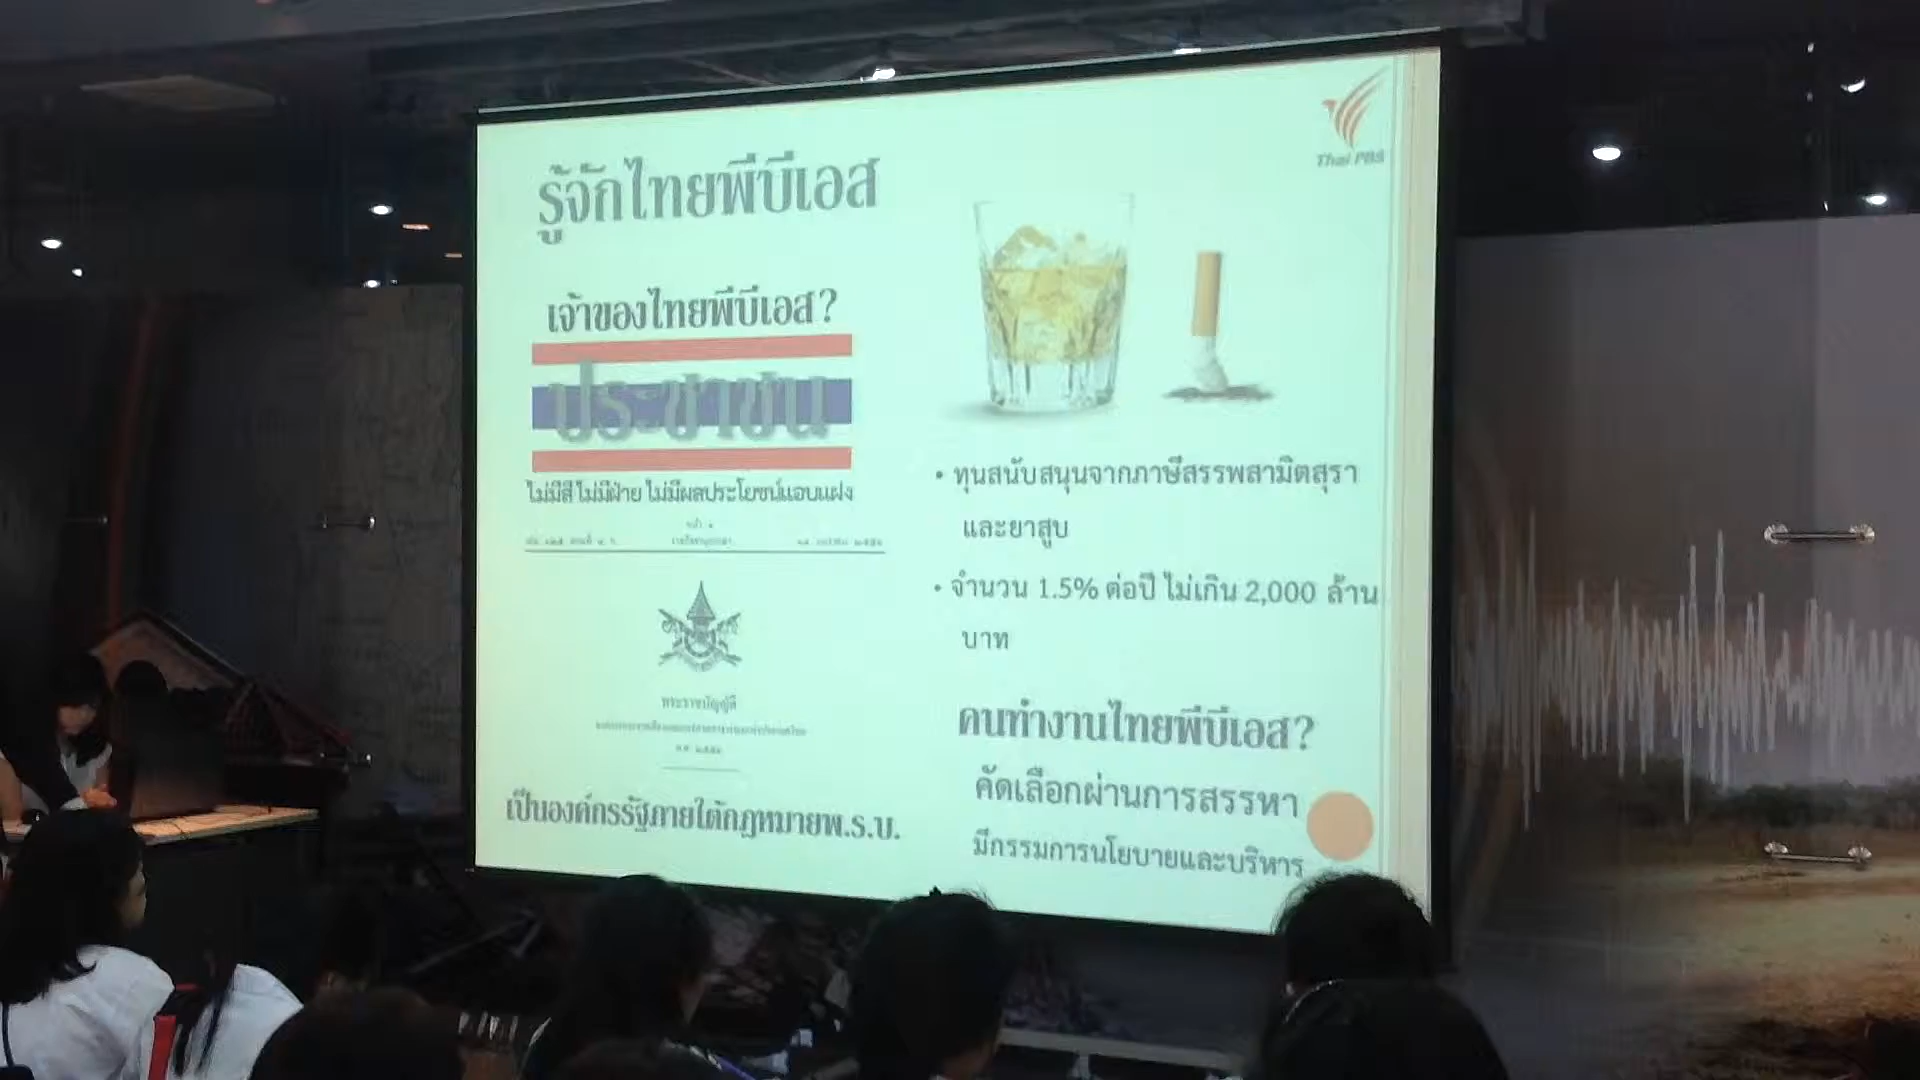 Thai PBS
รู้จักไทยพีบีเอส
เจ้าของไทยพีบีเอส?
ประชาชน
ไม่มีสี ไม่มีฝ่าย ไม่มีผลประโยชน์แอบแฝง
พระราชบัญญัติ
เป็นองค์กรรัฐภายใต้กฎหมายพ.ร.บ.
• ทุนสนับสนุนจากภาษีสรรพสามิตสุรา
และยาสูบ
• จำนวน 1.5% ต่อปี ไม่เกิน 2,000 ล้าน
บาท
คนทำงานไทยพีบีเอส?
คัดเลือกผ่านการสรรหา
มีกรรมการนโยบายและบริหาร